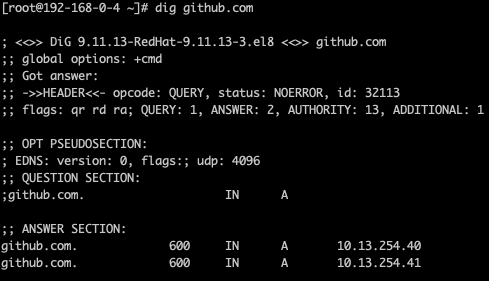 [root@192-168-0-4 ~]# dig github.com
; <<>> DiG 9.11.13-RedHat-9.11.13-3.el8 <<>> github.com
;; global options: +cmd
;; Got answer:
;; ->>HEADER<<- opcode: QUERY, status: NOERROR, id: 32113
;; flags: qr rd ra; QUERY: 1, ANSWER: 2, AUTHORITY: 13, ADDITIONAL: 1
;; OPT PSEUDOSECTION:
; EDNS: version: 0, flags:; udp: 4096
;; QUESTION SECTION:
;github.com. IN A
;; ANSWER SECTION:
github.com. 600 IN A 10.13.254.40
github.com. 600 IN A 10.13.254.41